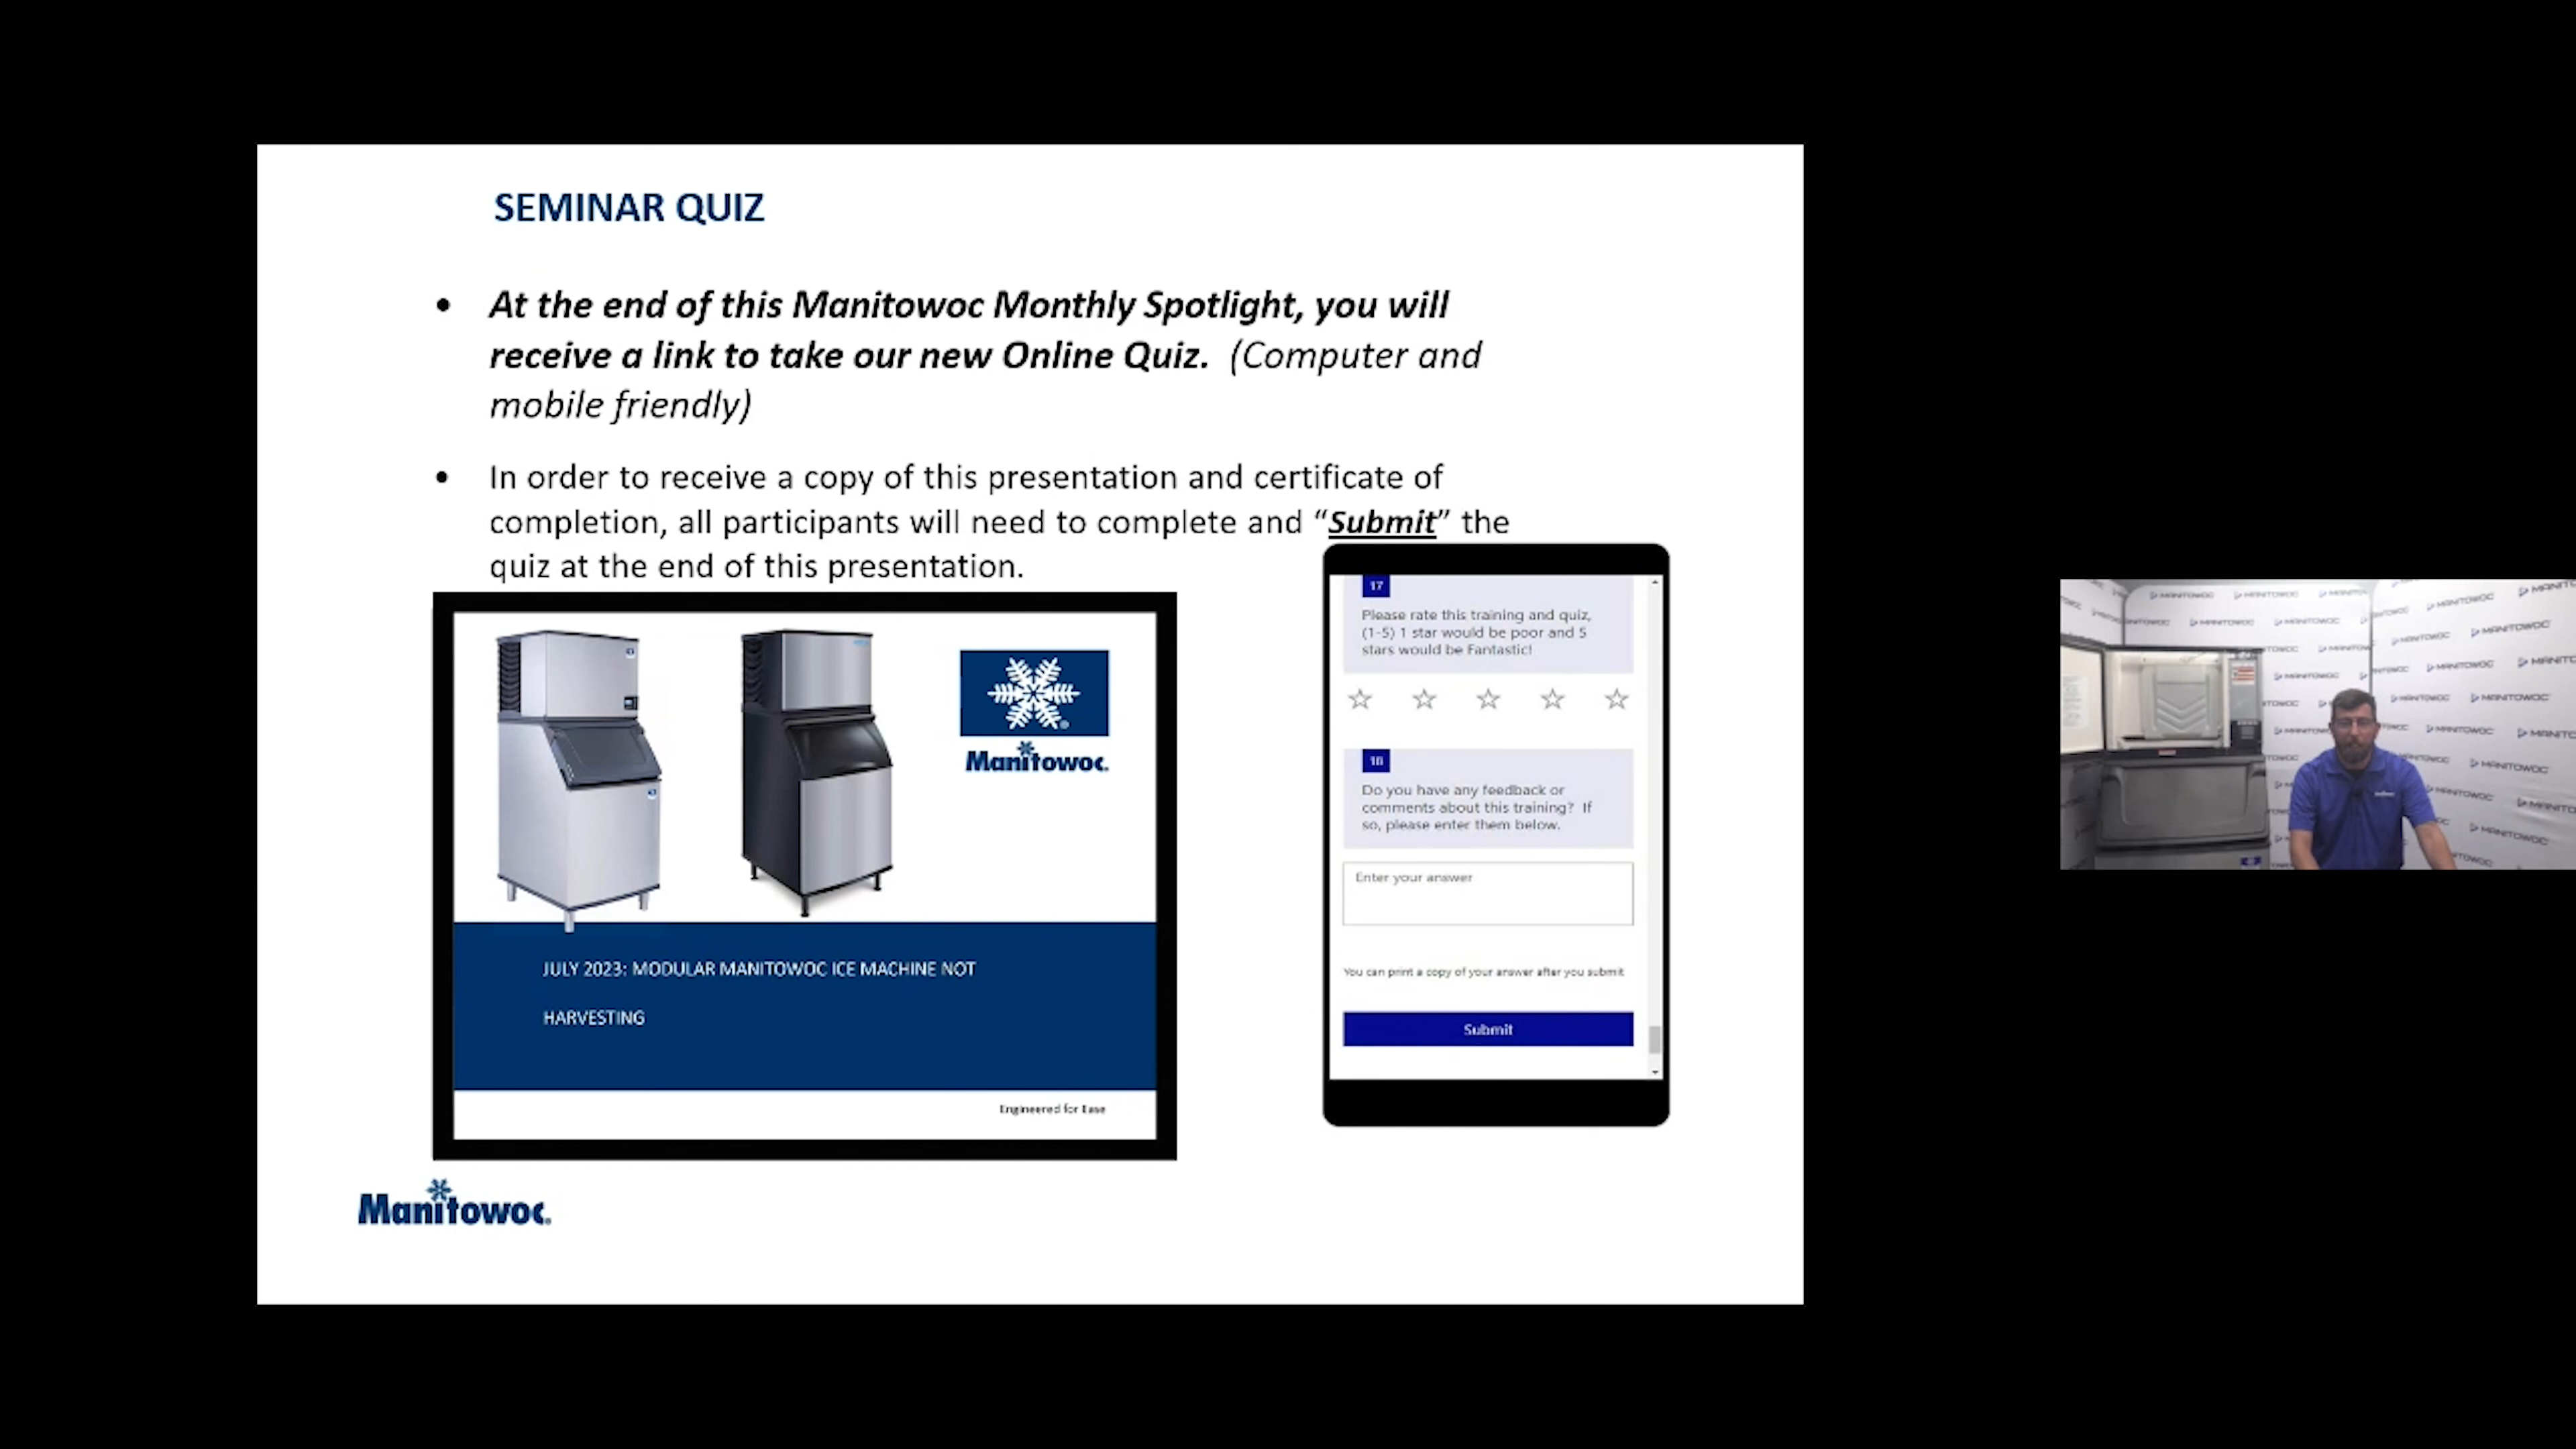 SEMINAR QUIZ
• At the end of this Manitowoc Monthly Spotlight, you will
receive a link to take our new Online Quiz. (Computer and
mobile friendly)
• In order to receive a copy of this presentation and certificate of
completion, all participants will need to complete and “Submit” the
quiz at the end of this presentation.
Manitowoc®
JULY 2023: MODULAR MANITOWOC ICE MACHINE NOT
HARVESTING
Engineered for Ease
17
Please rate this training and quiz,
(1-5) 1 star would be poor and 5
stars would be Fantastic!
18
Do you have any feedback or
comments about this training? If
so, please enter them below.
Enter your answer
You can print a copy of your answer after you submit
Submit
Manitowoc®
MANITOWOC
MANITOWOC
MANITOWOC
MANITOWOC